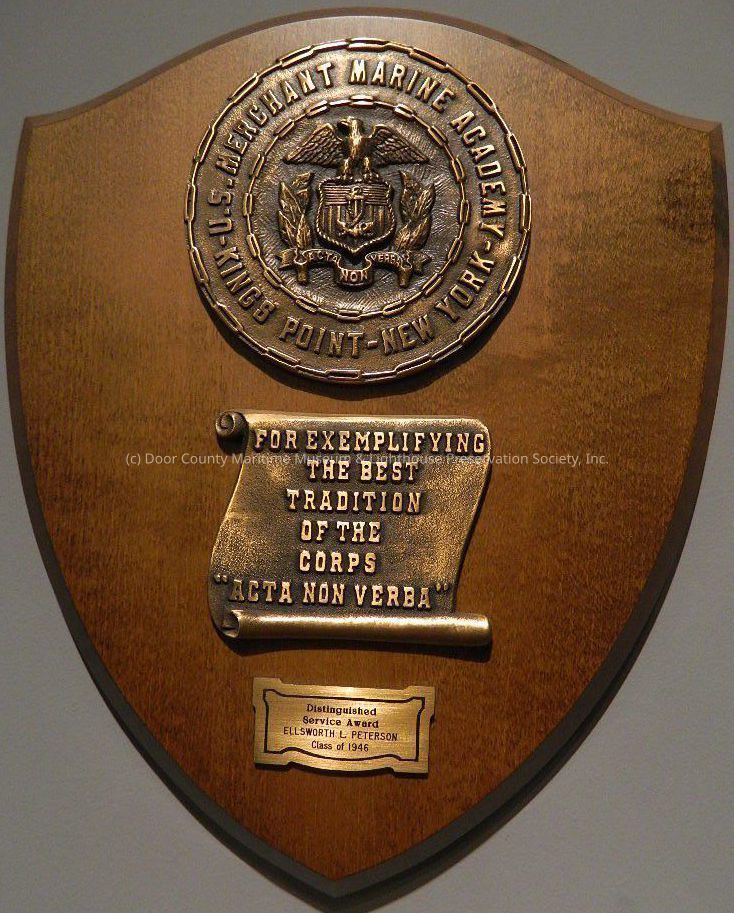 U.S. MERCHANT MARINE ACADEMY
KINGS POINT-NEW YORK
ACTA NON VERBA
FOR EXEMPLIFYING
(c) Door County Maritime Museum & Lighthouse Preservation Society, Inc.
THE BEST
TRADITION
OF THE
CORPS
"ACTA NON VERBA"
Distinguished
Service Award
ELLSWORTH L. PETERSON
Class of 1946